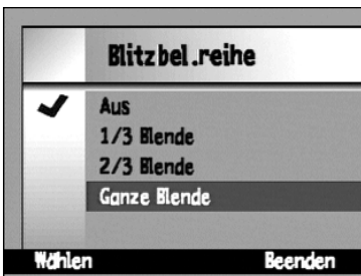 Blitzbel.reihe
Aus
1/3 Blende
2/3 Blende
Ganze Blende
Wählen Beenden